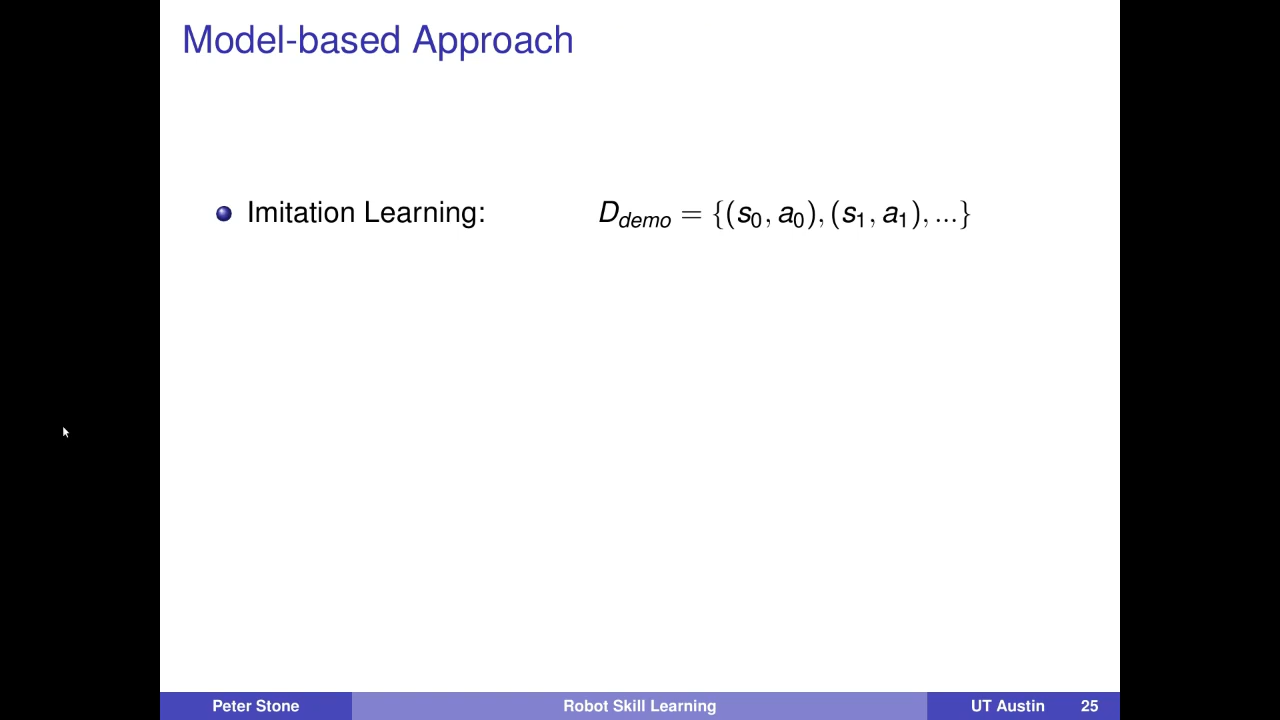 Model-based Approach
Imitation Learning: D_demo = {(s_0, a_0), (s_1, a_1), ...}
Peter Stone Robot Skill Learning UT Austin 25